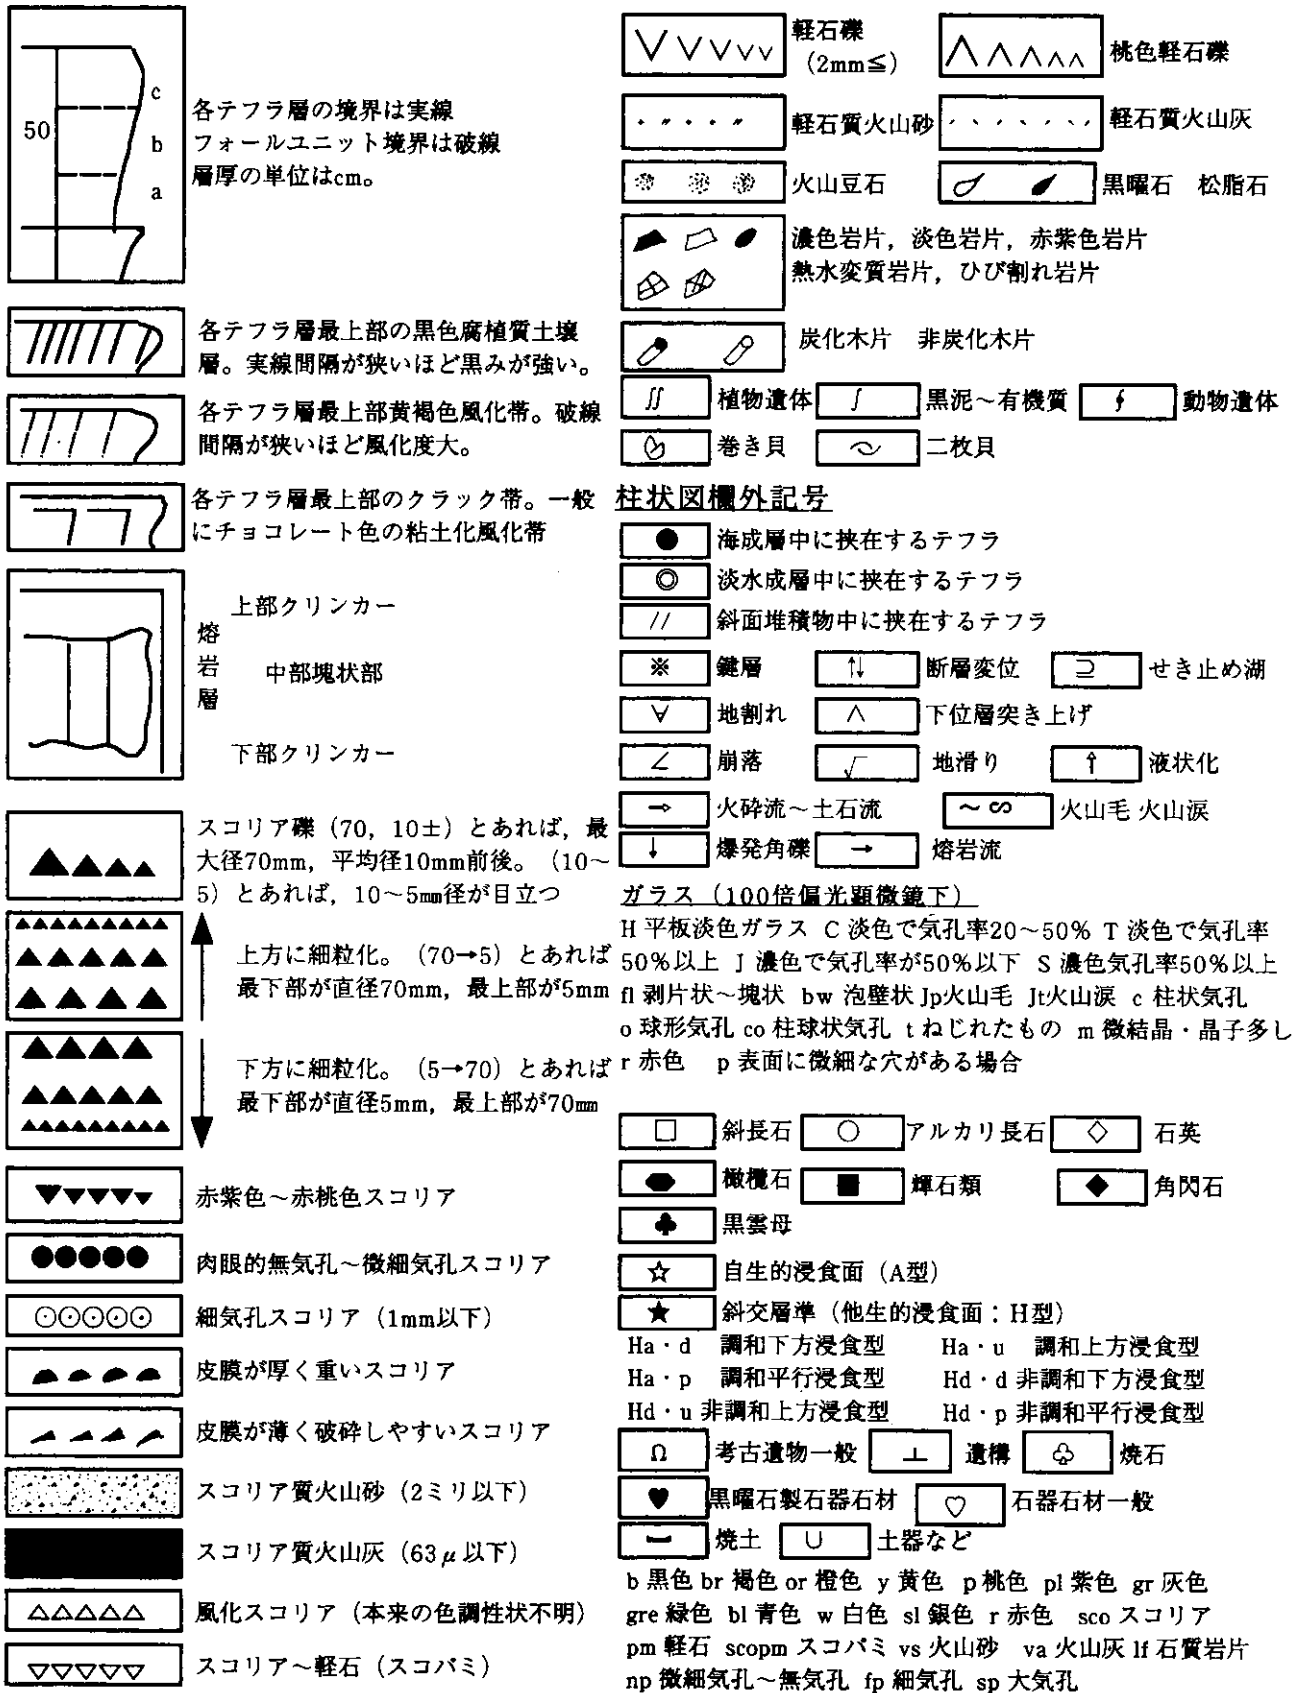 50
c
b
a
各テフラ層の境界は実線
フォールユニット境界は破線
層厚の単位はcm。
各テフラ層最上部の黒色腐植質土壌
層。実線間隔が狭いほど黒みが強い。
各テフラ層最上部黄褐色風化帯。破線
間隔が狭いほど風化度大。
各テフラ層最上部のクラック帯。一般
にチョコレート色の粘土化風化帯
熔岩層
上部クリンカー
中部塊状部
下部クリンカー
スコリア礫（70, 10±）とあれば，最
大径70mm，平均径10mm前後。（10～
5）とあれば，10～5mm径が目立つ
上方に細粒化。（70→5）とあれば
最下部が直径70mm，最上部が5mm
下方に細粒化。（5→70）とあれば
最下部が直径5mm，最上部が70mm
赤紫色～赤桃色スコリア
肉眼的無気孔～微細気孔スコリア
細気孔スコリア（1mm以下）
皮膜が厚く重いスコリア
皮膜が薄く破砕しやすいスコリア
スコリア質火山砂（2ミリ以下）
スコリア質火山灰（63μ以下）
風化スコリア（本来の色調性状不明）
スコリア～軽石（スコパミ）
軽石礫
（2mm≦）
桃色軽石礫
軽石質火山砂
軽石質火山灰
火山豆石
黒曜石 松脂石
濃色岩片，淡色岩片，赤紫色岩片
熱水変質岩片，ひび割れ岩片
炭化木片 非炭化木片
植物遺体 黒泥～有機質 動物遺体
巻き貝 二枚貝
柱状図欄外記号
海成層中に挟在するテフラ
淡水成層中に挟在するテフラ
斜面堆積物中に挟在するテフラ
※ 鍵層 ↑↓ 断層変位 せき止め湖
地割れ 下位層突き上げ
崩落 地滑り ↑ 液状化
火砕流～土石流 火山毛 火山涙
↓ 爆発角礫 → 熔岩流
ガラス（100倍偏光顕微鏡下）
H 平板淡色ガラス C 淡色で気孔率20～50% T 淡色で気孔率
50%以上 J 濃色で気孔率が50%以下 S 濃色気孔率50%以上
fl 剥片状～塊状 bw 泡壁状 Jp火山毛 Jt火山涙 c 柱状気孔
o 球形気孔 co 柱球状気孔 t ねじれたもの m 微結晶・晶子多し
r 赤色 p 表面に微細な穴がある場合
斜長石 アルカリ長石 石英
橄欖石 輝石類 角閃石
黒雲母
自生的浸食面（A型）
斜交層準（他生的浸食面：H型）
Ha・d 調和下方浸食型 Ha・u 調和上方浸食型
Ha・p 調和平行浸食型 Hd・d 非調和下方浸食型
Hd・u 非調和上方浸食型 Hd・p 非調和平行浸食型
Ω 考古遺物一般 遺構 焼石
黒曜石製石器石材 石器石材一般
焼土 土器など
b 黒色 br 褐色 or 橙色 y 黄色 p 桃色 pl 紫色 gr 灰色
gre 緑色 bl 青色 w 白色 sl 銀色 r 赤色 sco スコリア
pm 軽石 scopm スコパミ vs 火山砂 va 火山灰 lf 石質岩片
np 微細気孔～無気孔 fp 細気孔 sp 大気孔